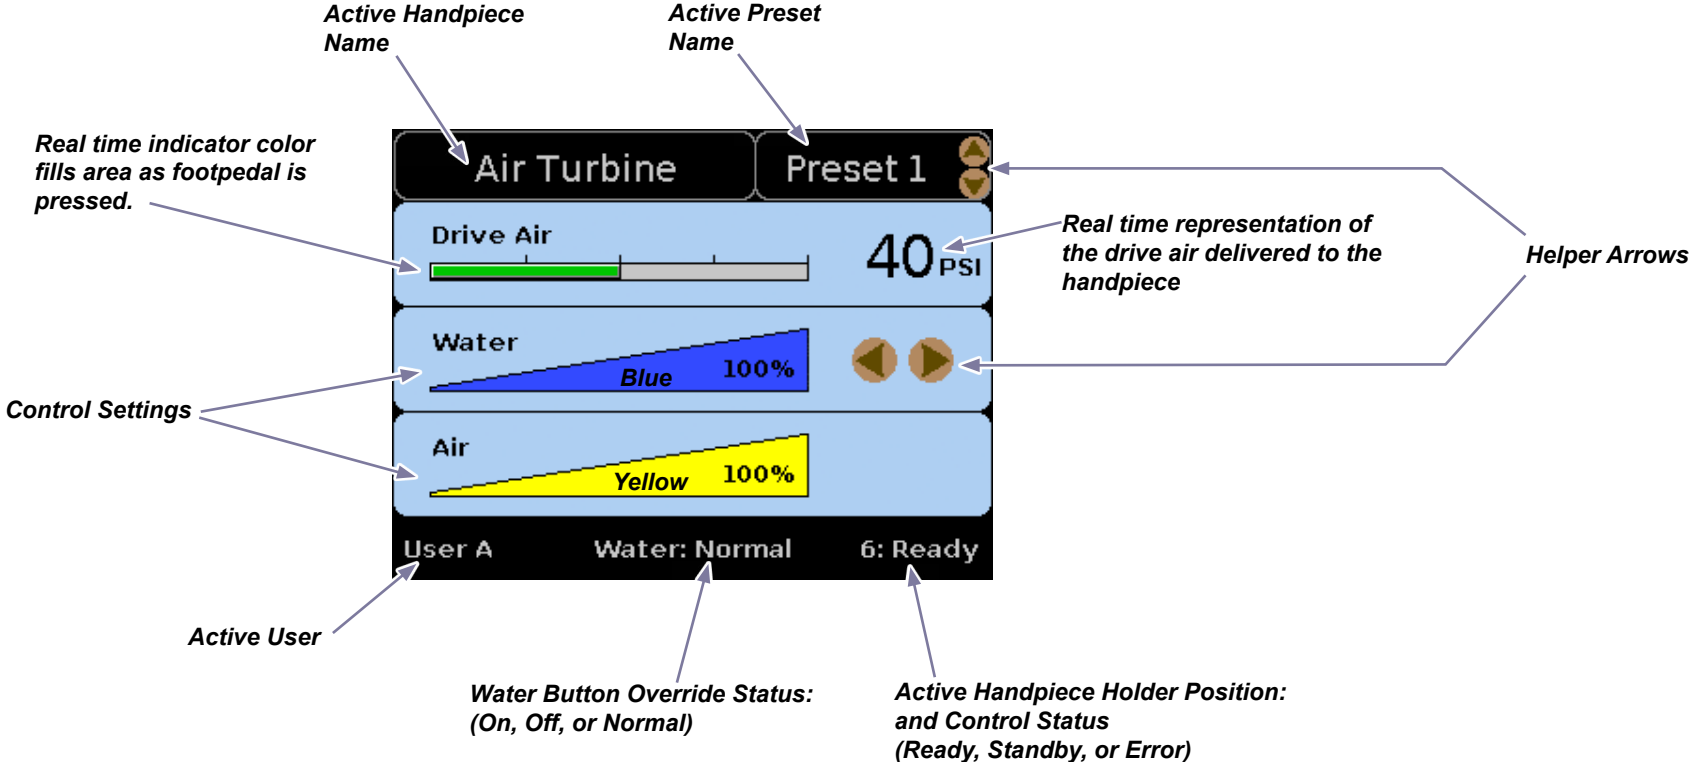 Active Handpiece
Name
Active Preset
Name
Real time indicator color
fills area as footpedal is
pressed.
Air Turbine
Preset 1
Drive Air
40 PSI
Real time representation of
the drive air delivered to the
handpiece
Helper Arrows
Water
Blue
100%
Control Settings
Air
Yellow
100%
User A
Water: Normal
6: Ready
Active User
Water Button Override Status:
(On, Off, or Normal)
Active Handpiece Holder Position:
and Control Status
(Ready, Standby, or Error)